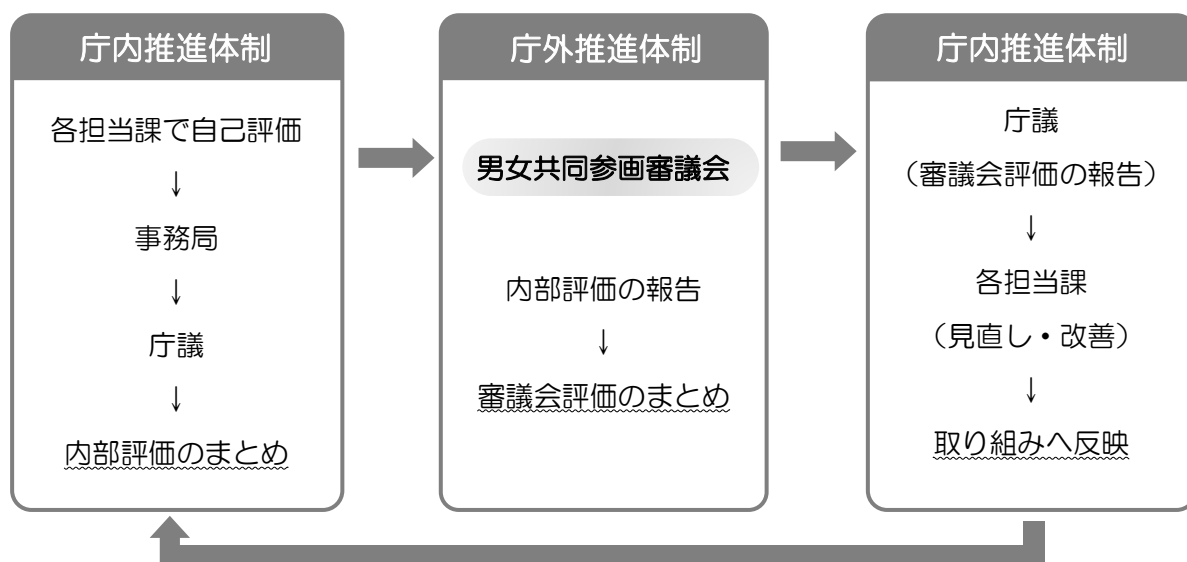 庁内推進体制
各担当課で自己評価
↓
事務局
↓
庁議
↓
内部評価のまとめ
庁外推進体制
男女共同参画審議会
内部評価の報告
↓
審議会評価のまとめ
庁内推進体制
庁議
（審議会評価の報告）
↓
各担当課
（見直し・改善）
↓
取り組みへ反映